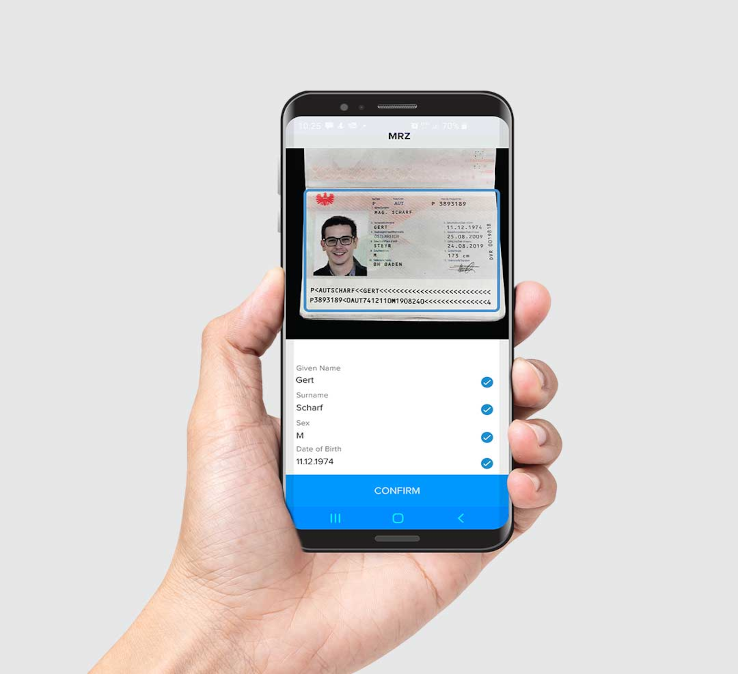 10:26 70%
MRZ
P AUT P 3893189
MAG. SCHARF
GERT 11.12.1974
ÖSTERREICH 25.08.2009
STEYR 24.08.2019
M 175 cm
BH BADEN
P<AUTSCHARF<<GERT<<<<<<<<<<<<<<<<<<<<<<<<<<<
P3893189<0AUT7412110M1908240<<<<<<<<<<<<<<<4
Given Name
Gert
Surname
Scharf
Sex
M
Date of Birth
11.12.1974
CONFIRM